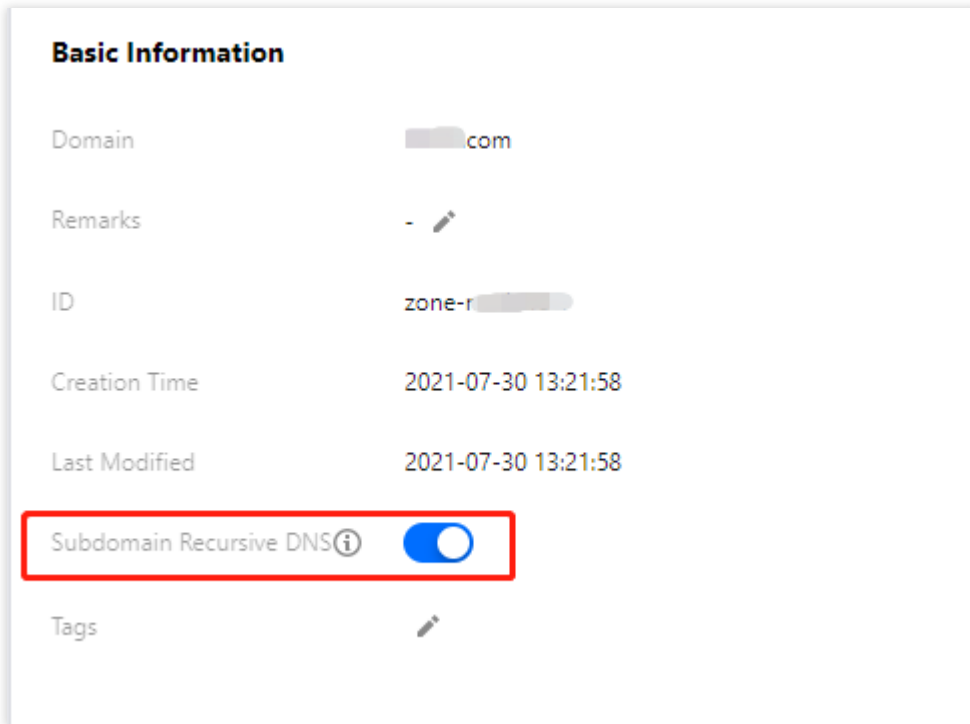 Basic Information
Domain com
Remarks -
ID zone-r
Creation Time 2021-07-30 13:21:58
Last Modified 2021-07-30 13:21:58
Subdomain Recursive DNS
Tags